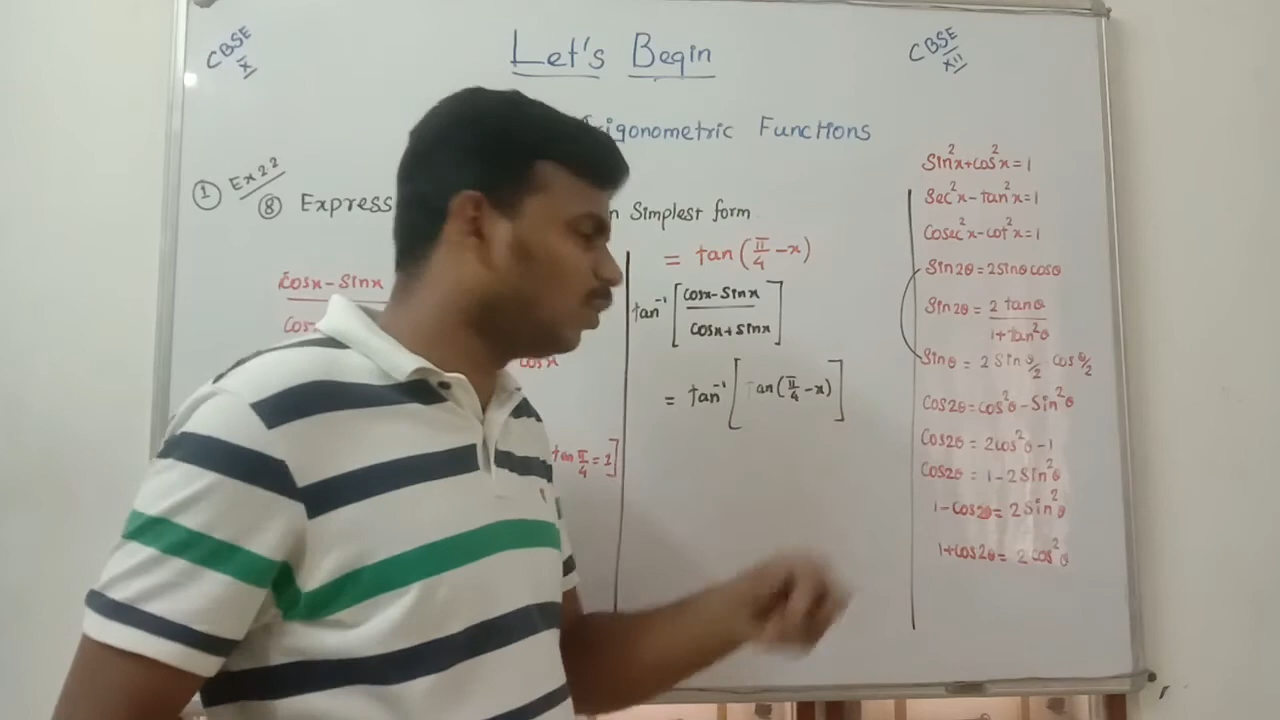 CBSE
XI
Let's Begin
CBSE
XII
Trigonometric Functions
① Ex 2.2
⑧ Express
n Simplest form
cosx - sinx
cosx
tan π/4 = 1]
= tan (π/4 - x)
tan⁻¹ [cosx - sinx / cosx + sinx]
= tan⁻¹ [tan (π/4 - x)]
sin²x + cos²x = 1
sec²x - tan²x = 1
cosec²x - cot²x = 1
sin2θ = 2sinθ cosθ
sin2θ = 2 tanθ / 1 + tan²θ
sinθ = 2 sin θ/2 cos θ/2
cos2θ = cos²θ - sin²θ
cos2θ = 2cos²θ - 1
cos2θ = 1 - 2sin²θ
1 - cos2θ = 2sin²θ
1 + cos2θ = 2cos²θ